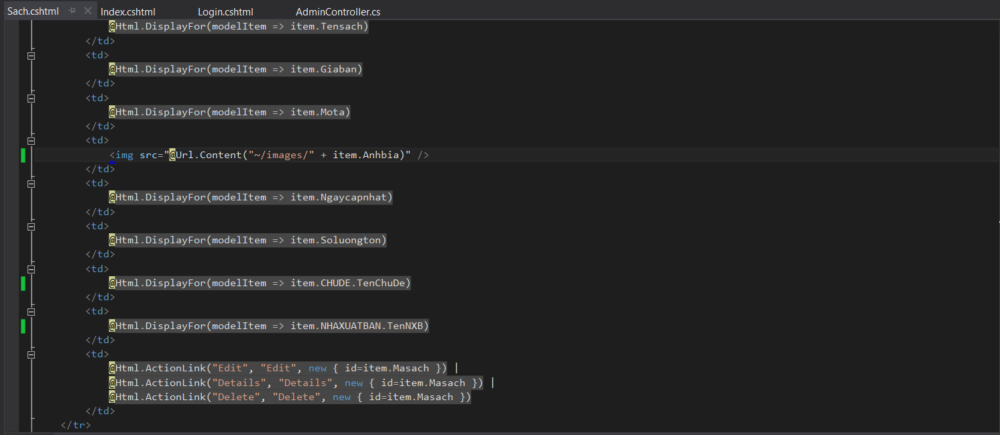 Sach.cshtml Index.cshtml Login.cshtml AdminController.cs
@Html.DisplayFor(modelItem => item.Tensach)
</td>
<td>
@Html.DisplayFor(modelItem => item.Giaban)
</td>
<td>
@Html.DisplayFor(modelItem => item.Mota)
</td>
<td>
<img src="@Url.Content("~/images/" + item.Anhbia)" />
</td>
<td>
@Html.DisplayFor(modelItem => item.Ngaycapnhat)
</td>
<td>
@Html.DisplayFor(modelItem => item.Soluongton)
</td>
<td>
@Html.DisplayFor(modelItem => item.CHUDE.TenChuDe)
</td>
<td>
@Html.DisplayFor(modelItem => item.NHAXUATBAN.TenNXB)
</td>
<td>
@Html.ActionLink("Edit", "Edit", new { id=item.Masach }) |
@Html.ActionLink("Details", "Details", new { id=item.Masach }) |
@Html.ActionLink("Delete", "Delete", new { id=item.Masach })
</td>
</tr>